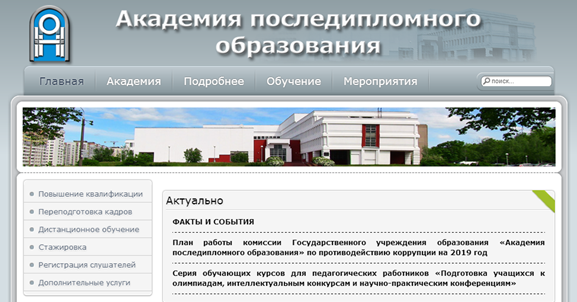 Академия последипломного
образования
Главная
Академия
Подробнее
Обучение
Мероприятия
поиск...
Повышение квалификации
Переподготовка кадров
Дистанционное обучение
Стажировка
Регистрация слушателей
Дополнительные услуги
Актуально
ФАКТЫ И СОБЫТИЯ
План работы комиссии Государственного учреждения образования «Академия
последипломного образования» по противодействию коррупции на 2019 год
Серия обучающих курсов для педагогических работников «Подготовка учащихся к
олимпиадам, интеллектуальным конкурсам и научно-практическим конференциям»